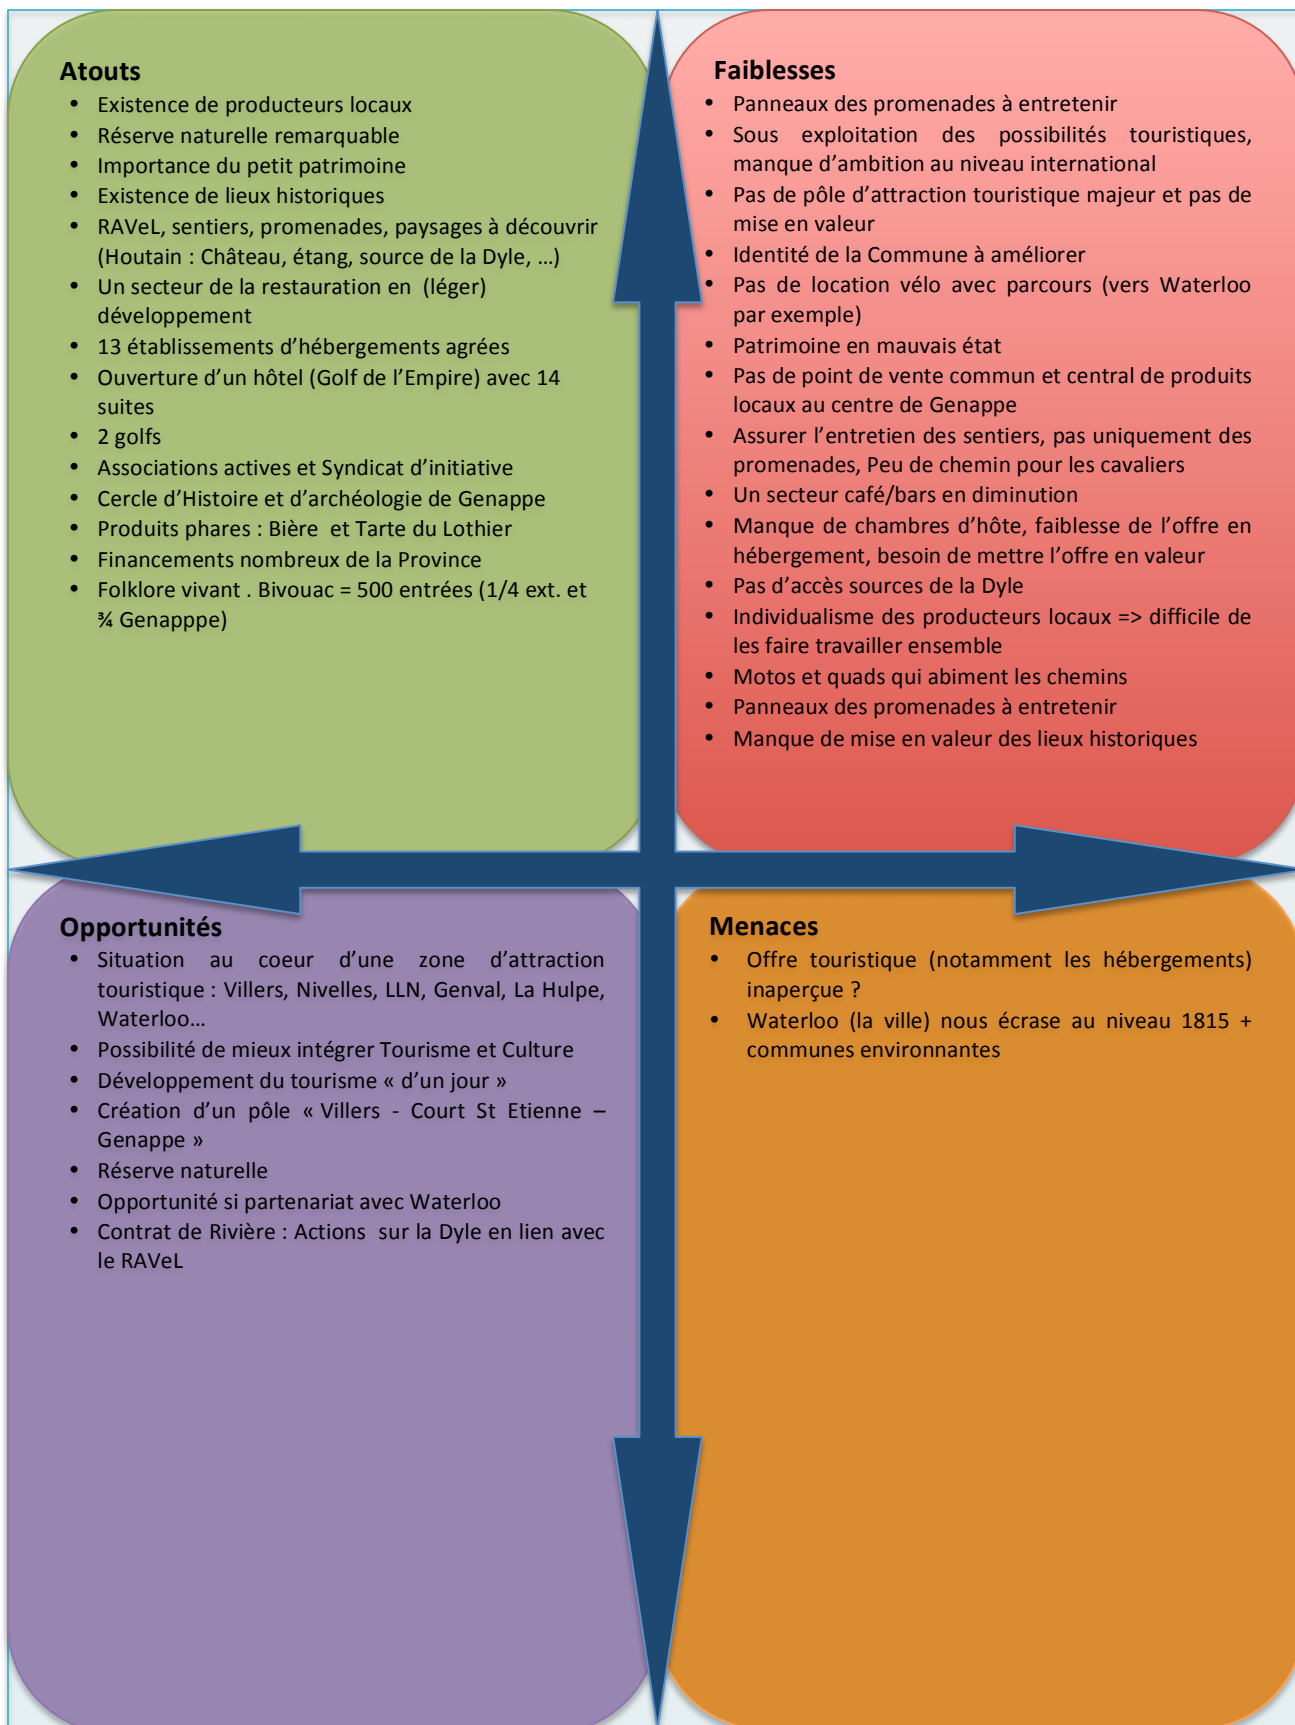 Atouts
• Existence de producteurs locaux
• Réserve naturelle remarquable
• Importance du petit patrimoine
• Existence de lieux historiques
• RAVeL, sentiers, promenades, paysages à découvrir
(Houtain : Château, étang, source de la Dyle, …)
• Un secteur de la restauration en (léger)
développement
• 13 établissements d’hébergements agrées
• Ouverture d’un hôtel (Golf de l’Empire) avec 14
suites
• 2 golfs
• Associations actives et Syndicat d’initiative
• Cercle d’Histoire et d’archéologie de Genappe
• Produits phares : Bière et Tarte du Lothier
• Financements nombreux de la Province
• Folklore vivant . Bivouac = 500 entrées (1/4 ext. et
¾ Genapppe)
Faiblesses
• Panneaux des promenades à entretenir
• Sous exploitation des possibilités touristiques,
manque d’ambition au niveau international
• Pas de pôle d’attraction touristique majeur et pas de
mise en valeur
• Identité de la Commune à améliorer
• Pas de location vélo avec parcours (vers Waterloo
par exemple)
• Patrimoine en mauvais état
• Pas de point de vente commun et central de produits
locaux au centre de Genappe
• Assurer l’entretien des sentiers, pas uniquement des
promenades, Peu de chemin pour les cavaliers
• Un secteur café/bars en diminution
• Manque de chambres d’hôte, faiblesse de l’offre en
hébergement, besoin de mettre l’offre en valeur
• Pas d’accès sources de la Dyle
• Individualisme des producteurs locaux => difficile de
les faire travailler ensemble
• Motos et quads qui abiment les chemins
• Panneaux des promenades à entretenir
• Manque de mise en valeur des lieux historiques
Opportunités
• Situation au coeur d’une zone d’attraction
touristique : Villers, Nivelles, LLN, Genval, La Hulpe,
Waterloo…
• Possibilité de mieux intégrer Tourisme et Culture
• Développement du tourisme « d’un jour »
• Création d’un pôle « Villers - Court St Etienne –
Genappe »
• Réserve naturelle
• Opportunité si partenariat avec Waterloo
• Contrat de Rivière : Actions sur la Dyle en lien avec
le RAVeL
Menaces
• Offre touristique (notamment les hébergements)
inaperçue ?
• Waterloo (la ville) nous écrase au niveau 1815 +
communes environnantes